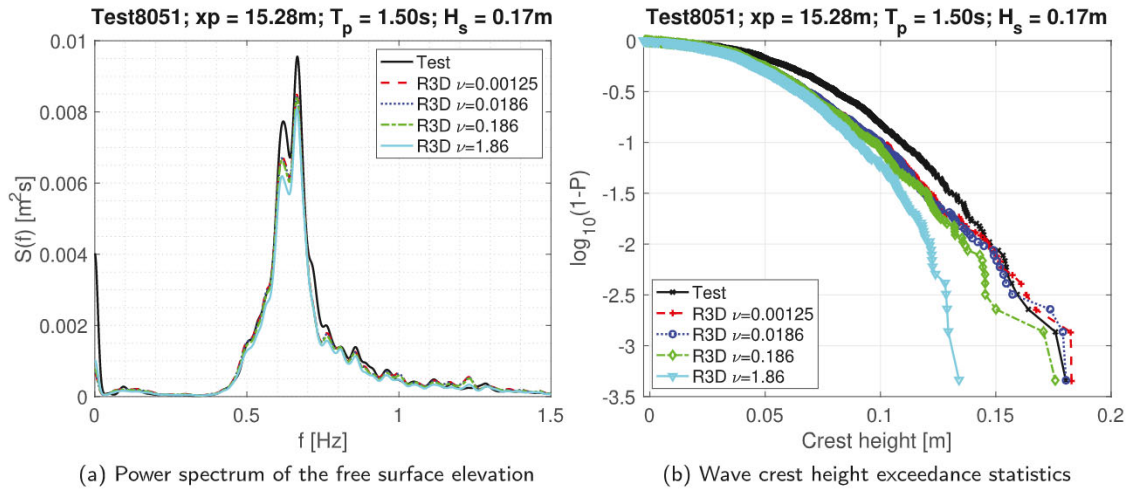 Test8051; xp = 15.28m; T_p = 1.50s; H_s = 0.17m
0.01
0.008
0.006
0.004
0.002
0
S(f) [m²s]
0
0.5
1
1.5
f [Hz]
Test
R3D ν=0.00125
R3D ν=0.0186
R3D ν=0.186
R3D ν=1.86
(a) Power spectrum of the free surface elevation
Test8051; xp = 15.28m; T_p = 1.50s; H_s = 0.17m
0
-0.5
-1
-1.5
-2
-2.5
-3
-3.5
log₁₀(1-P)
0
0.05
0.1
0.15
0.2
Crest height [m]
Test
R3D ν=0.00125
R3D ν=0.0186
R3D ν=0.186
R3D ν=1.86
(b) Wave crest height exceedance statistics